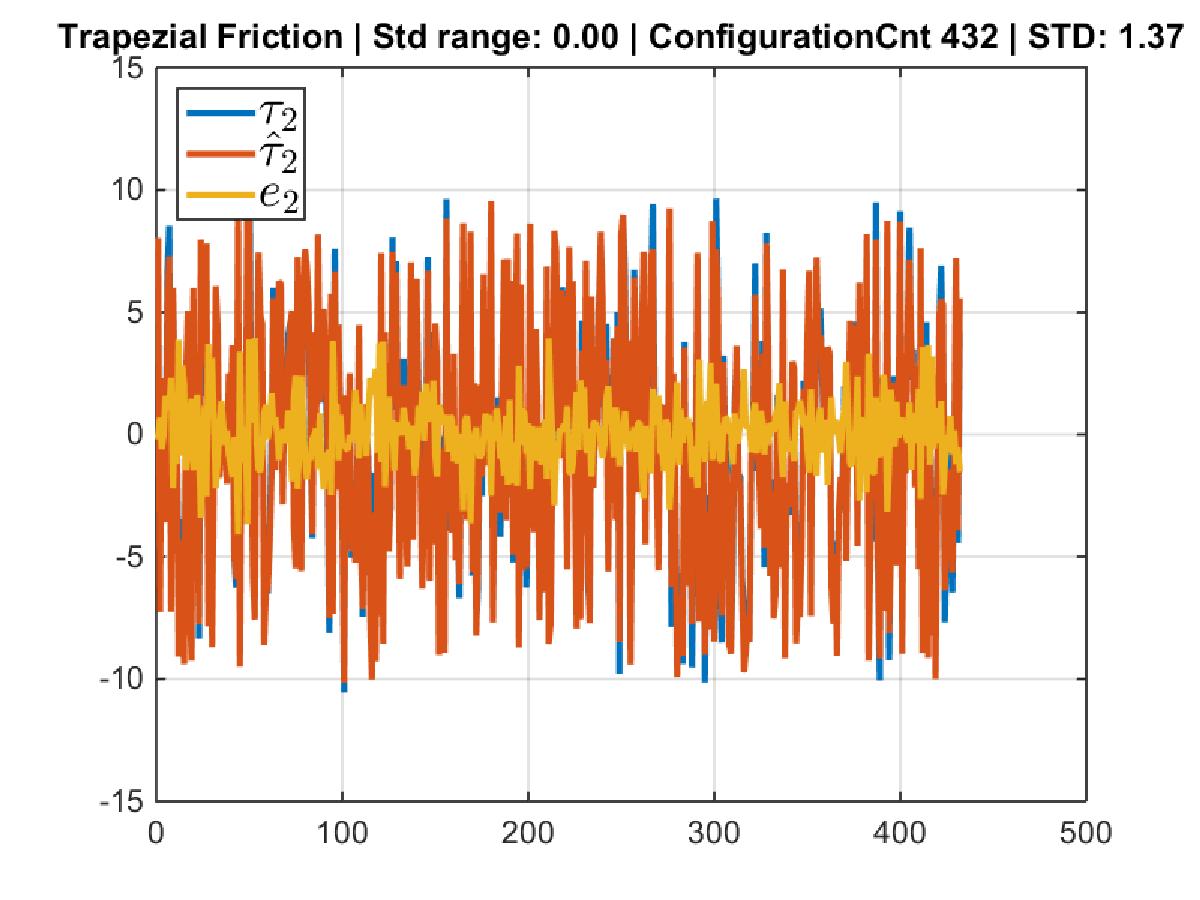 Trapezial Friction | Std range: 0.00 | ConfigurationCnt 432 | STD: 1.37
15
τ₂
τ̂₂
e₂
10
5
0
-5
-10
-15
0 100 200 300 400 500